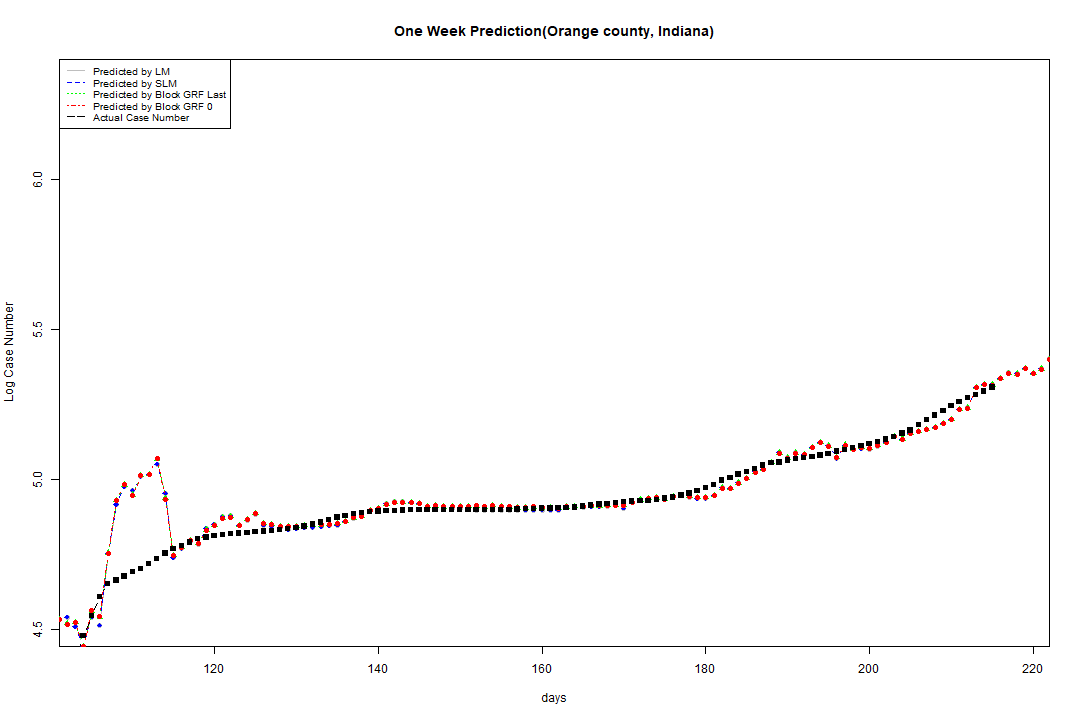 One Week Prediction(Orange county, Indiana)
Predicted by LM
Predicted by SLM
Predicted by Block GRF Last
Predicted by Block GRF 0
Actual Case Number
6.0
5.5
5.0
4.5
Log Case Number
120
140
160
180
200
220
days